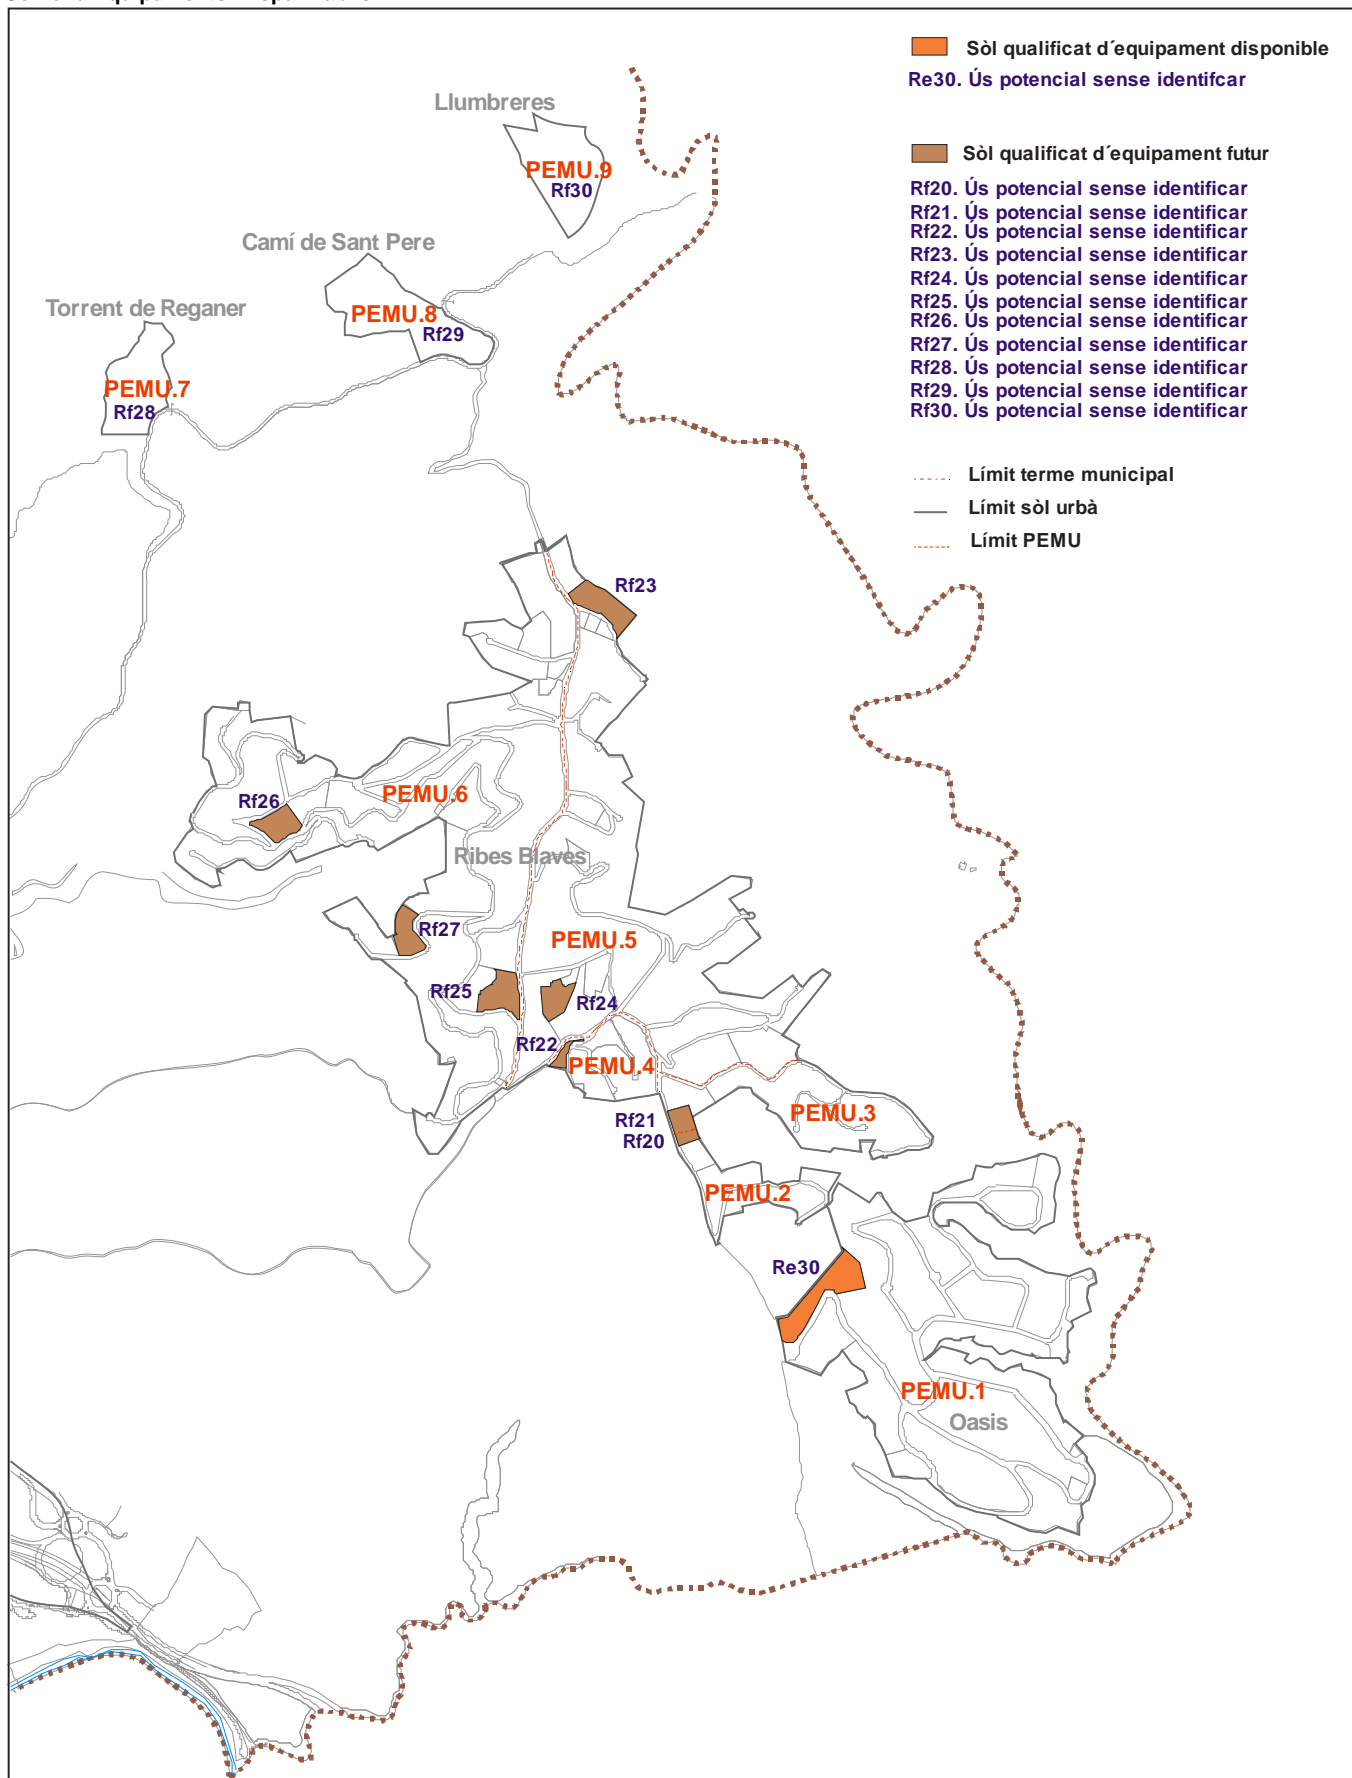 Sòl qualificat d´equipament disponible
Re30. Ús potencial sense identifcar
Sòl qualificat d´equipament futur
Rf20. Ús potencial sense identificar
Rf21. Ús potencial sense identificar
Rf22. Ús potencial sense identificar
Rf23. Ús potencial sense identificar
Rf24. Ús potencial sense identificar
Rf25. Ús potencial sense identificar
Rf26. Ús potencial sense identificar
Rf27. Ús potencial sense identificar
Rf28. Ús potencial sense identificar
Rf29. Ús potencial sense identificar
Rf30. Ús potencial sense identificar
Límit terme municipal
Límit sòl urbà
Límit PEMU
Llumbreres
PEMU.9
Rf30
Camí de Sant Pere
PEMU.8
Rf29
Torrent de Reganer
PEMU.7
Rf28
Rf23
PEMU.6
Rf26
Ribes Blaves
Rf27
PEMU.5
Rf25
Rf24
Rf22
PEMU.4
PEMU.3
Rf21
Rf20
PEMU.2
Re30
PEMU.1
Oasis